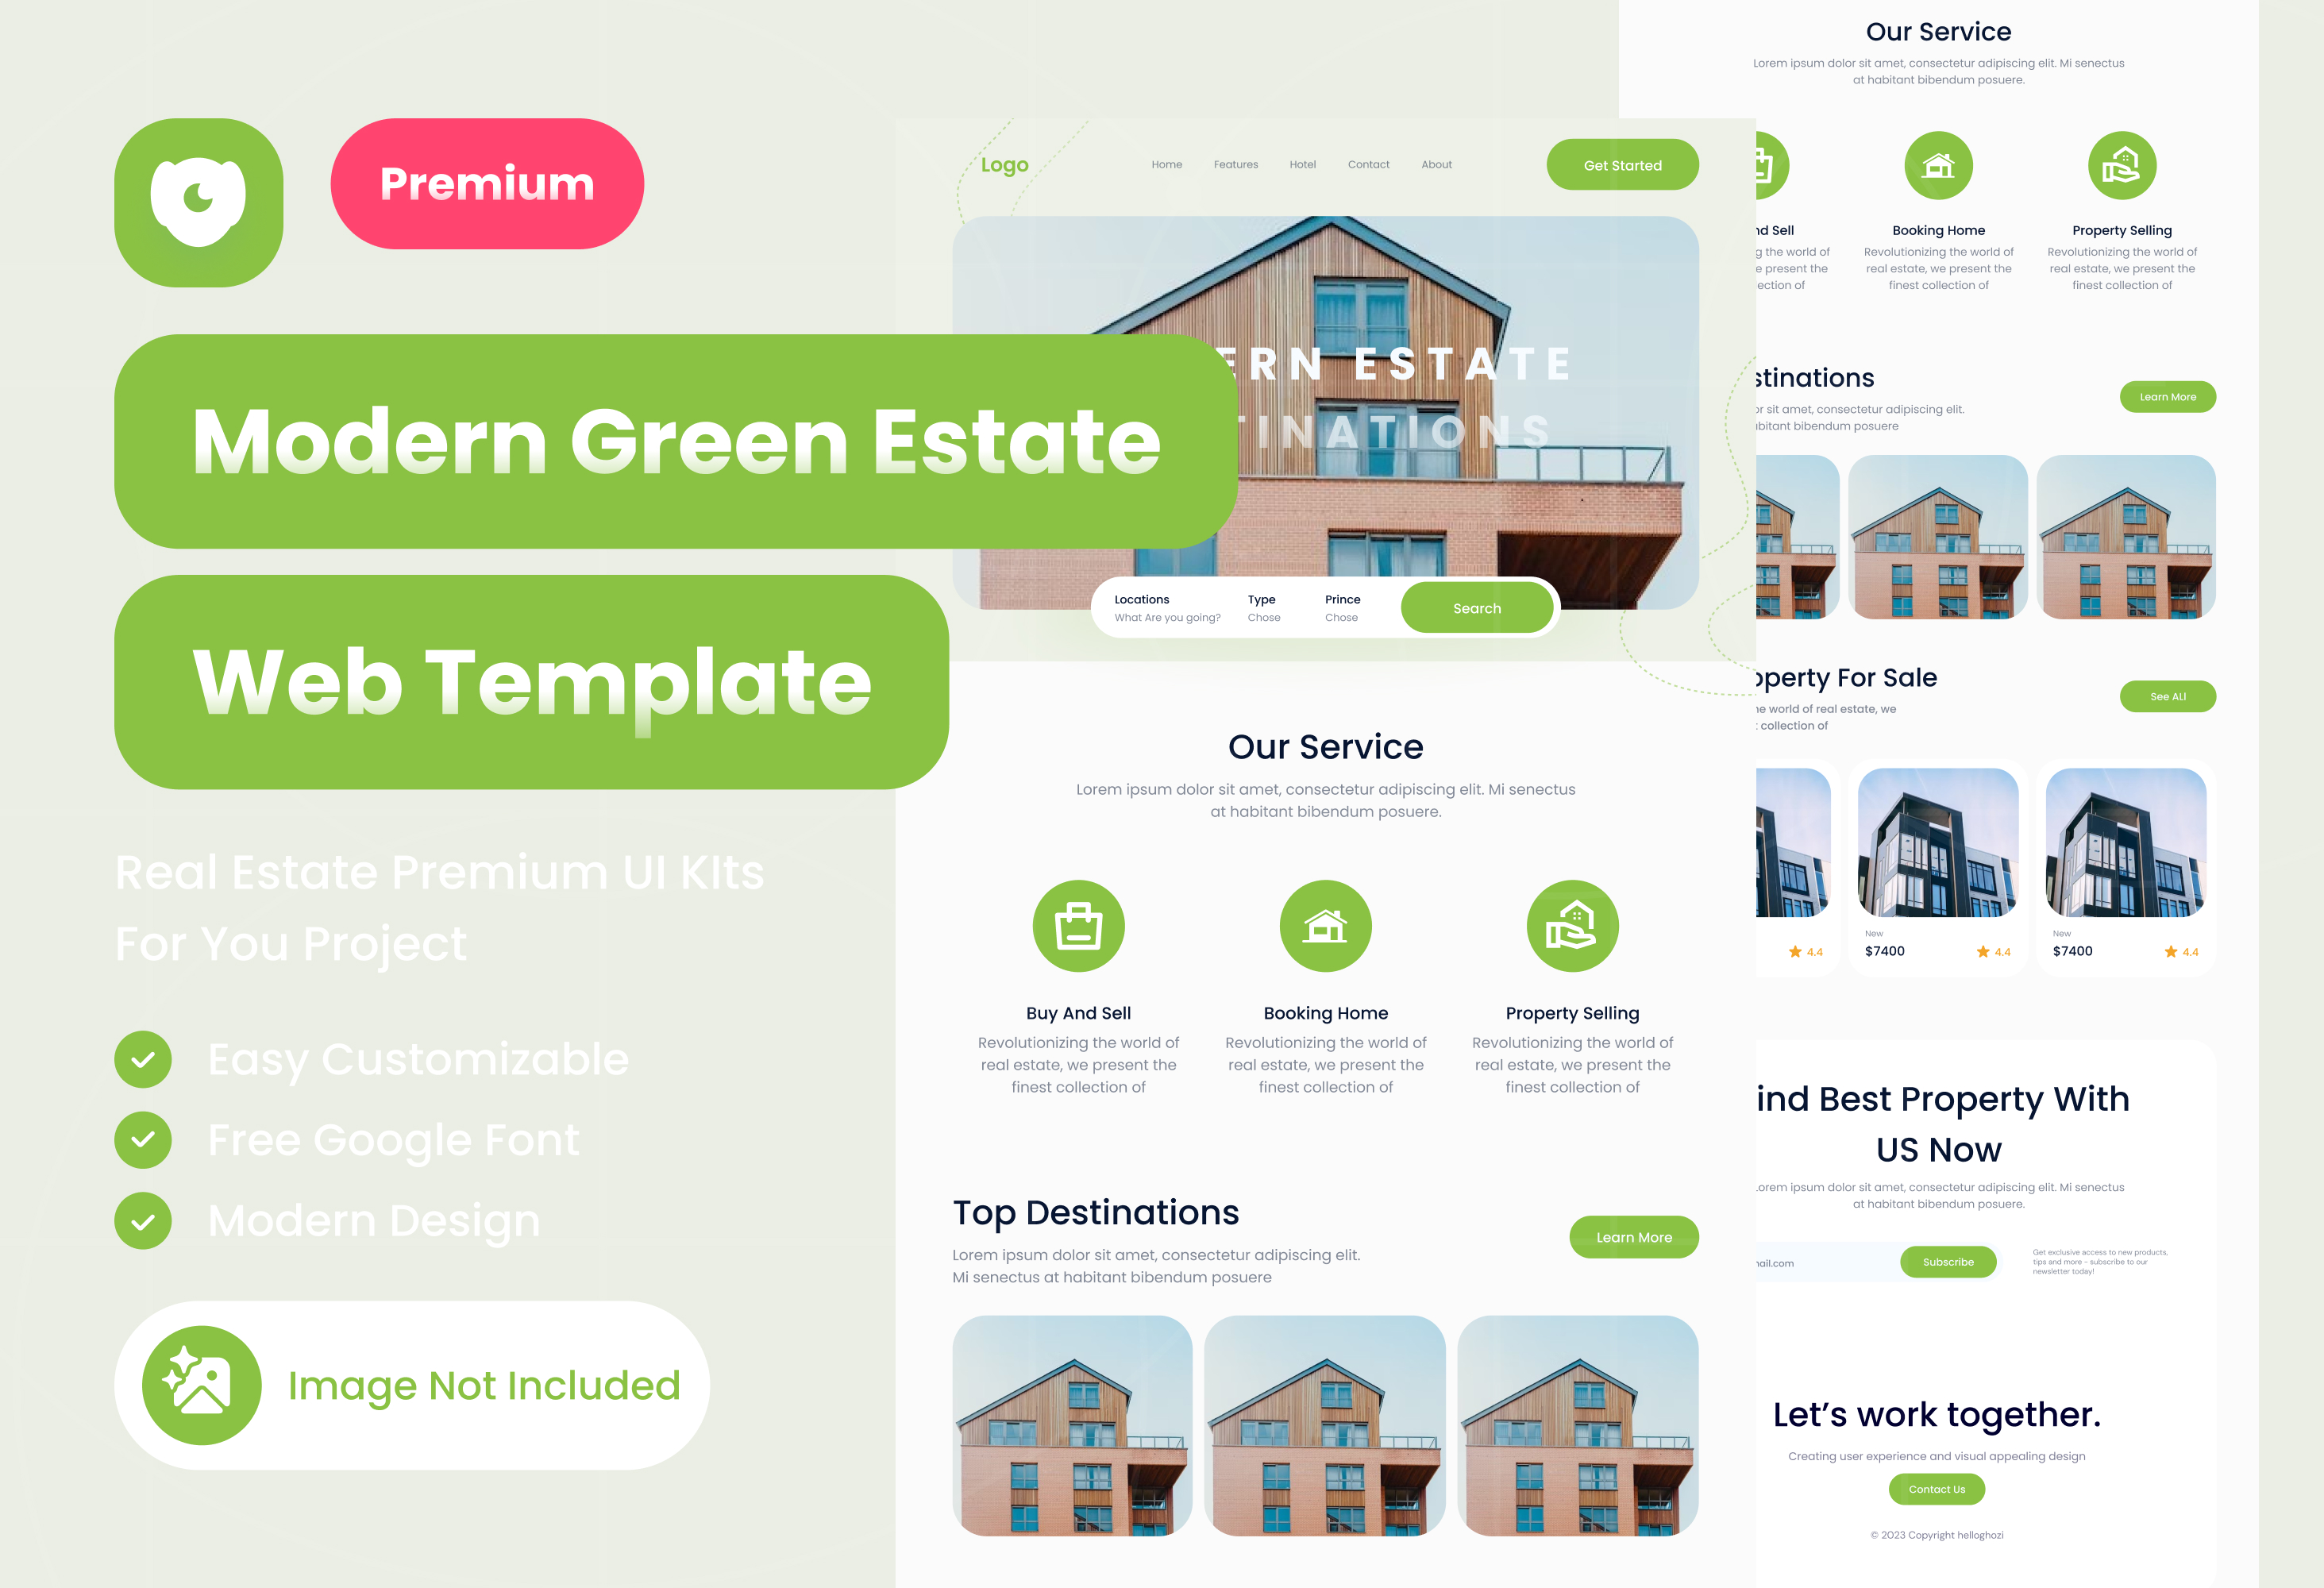 Premium
Modern Green Estate
Web Template
Real Estate Premium UI KIts
For You Project
Easy Customizable
Free Google Font
Modern Design
Image Not Included
Logo
Home
Features
Hotel
Contact
About
Get Started
ERN ESTATE
TINATIONS
Locations
What Are you going?
Type
Chose
Prince
Chose
Search
Our Service
Lorem ipsum dolor sit amet, consectetur adipiscing elit. Mi senectus
at habitant bibendum posuere.
Buy And Sell
Revolutionizing the world of
real estate, we present the
finest collection of
Booking Home
Revolutionizing the world of
real estate, we present the
finest collection of
Property Selling
Revolutionizing the world of
real estate, we present the
finest collection of
Top Destinations
Lorem ipsum dolor sit amet, consectetur adipiscing elit.
Mi senectus at habitant bibendum posuere
Learn More
Our Service
Lorem ipsum dolor sit amet, consectetur adipiscing elit. Mi senectus
at habitant bibendum posuere.
nd Sell
g the world of
e present the
ection of
Booking Home
Revolutionizing the world of
real estate, we present the
finest collection of
Property Selling
Revolutionizing the world of
real estate, we present the
finest collection of
stinations
or sit amet, consectetur adipiscing elit.
abitant bibendum posuere
Learn More
operty For Sale
he world of real estate, we
collection of
See ALl
4.4
New
$7400
4.4
New
$7400
4.4
ind Best Property With
US Now
orem ipsum dolor sit amet, consectetur adipiscing elit. Mi senectus
at habitant bibendum posuere.
mail.com
Subscribe
Get exclusive access to new products,
tips and more - subscribe to our
newsletter today!
Let's work together.
Creating user experience and visual appealing design
Contact Us
© 2023 Copyright helloghozi